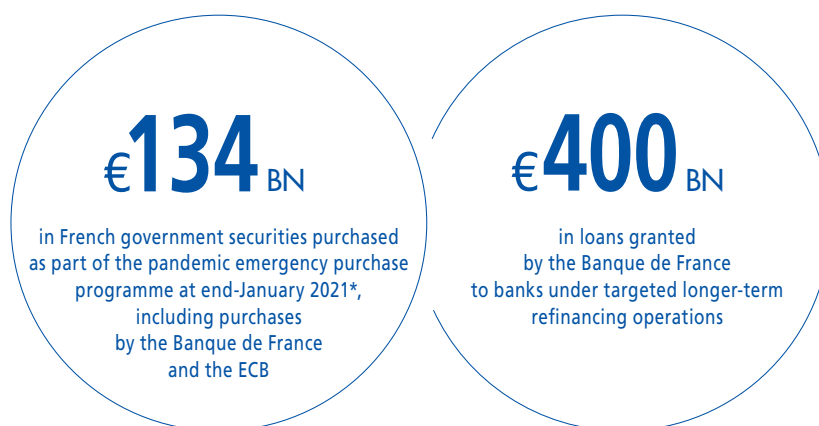 €134 BN
in French government securities purchased
as part of the pandemic emergency purchase
programme at end-January 2021*,
including purchases
by the Banque de France
and the ECB
€400 BN
in loans granted
by the Banque de France
to banks under targeted longer-term
refinancing operations